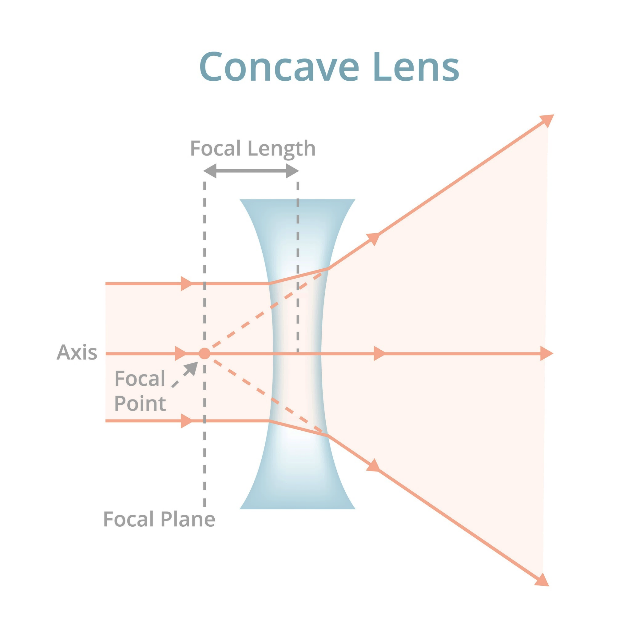 Concave Lens
Focal Length
Axis
Focal
Point
Focal Plane